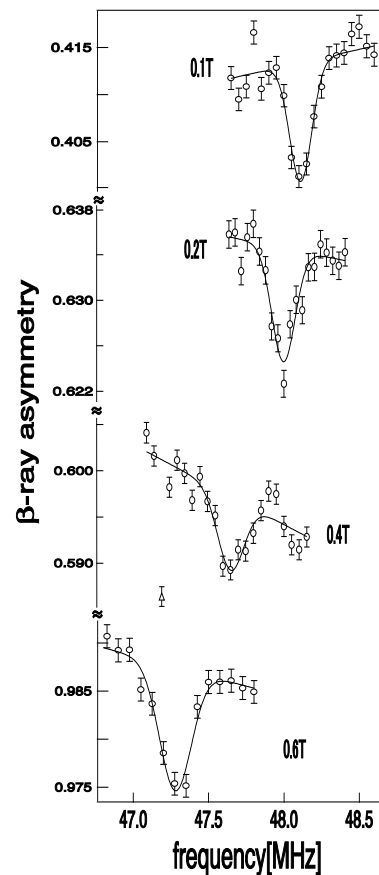 0.415
0.1T
0.405
≈
0.638
0.2T
0.630
0.622
≈
0.600
0.4T
0.590
≈
0.985
0.6T
0.975
47.0 47.5 48.0 48.5
frequency[MHz]
β-ray asymmetry